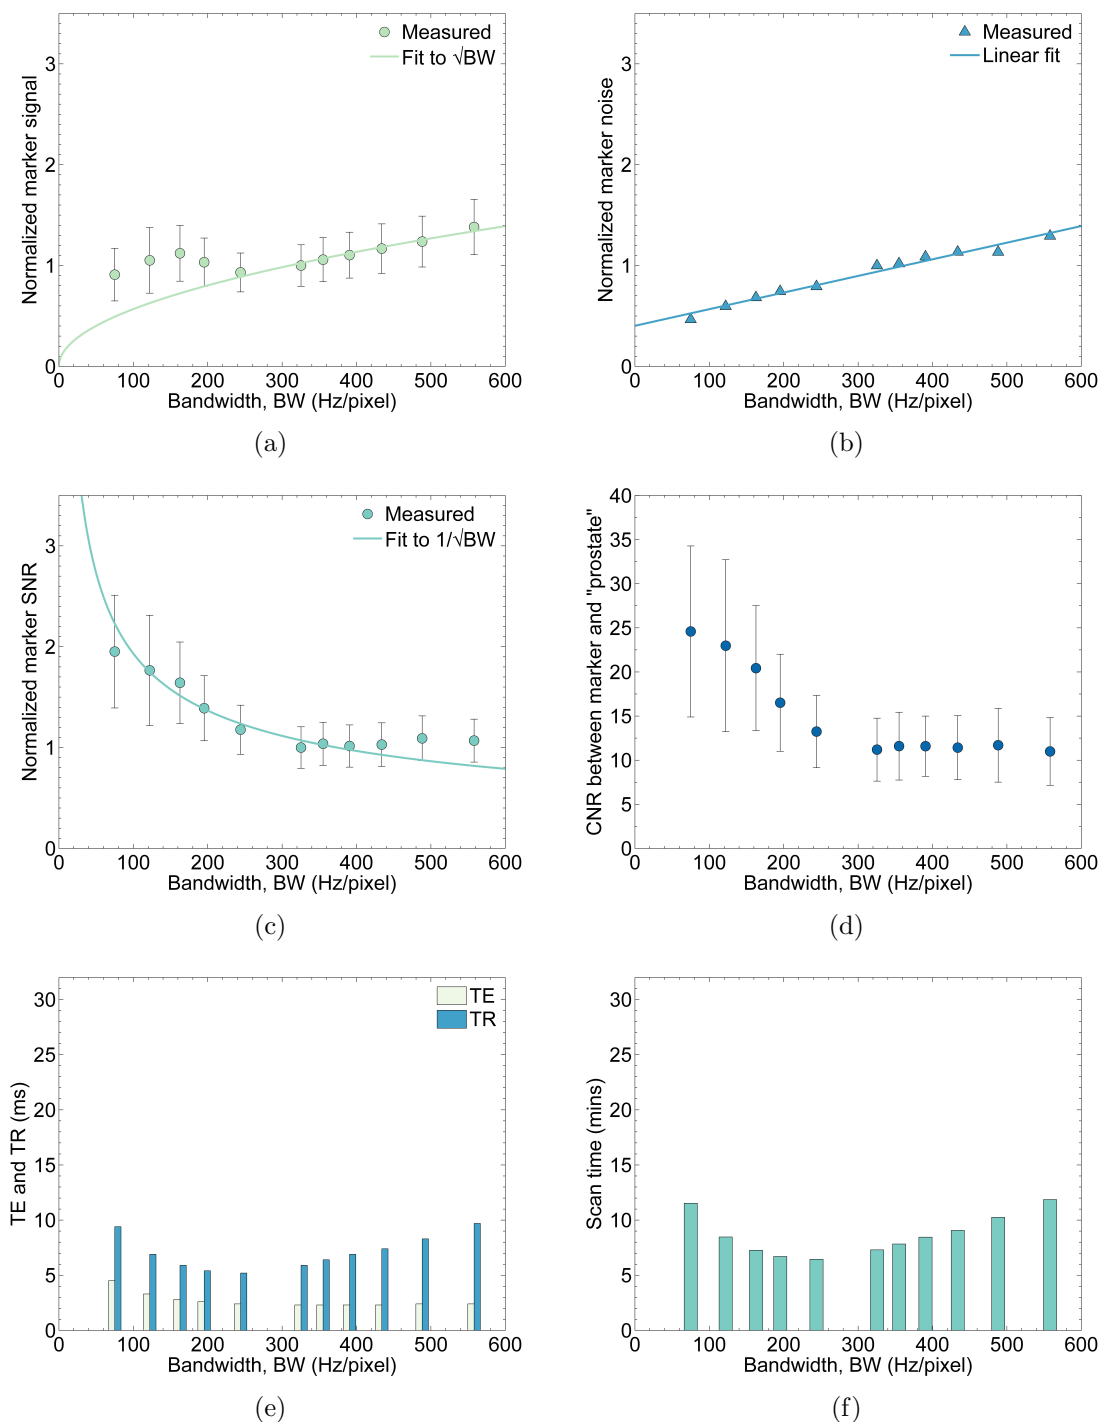 Normalized marker signal
3
2
1
0
Measured
Fit to √BW
0 100 200 300 400 500 600
Bandwidth, BW (Hz/pixel)
(a)
Normalized marker noise
3
2
1
0
Measured
Linear fit
0 100 200 300 400 500 600
Bandwidth, BW (Hz/pixel)
(b)
Normalized marker SNR
3
2
1
0
Measured
Fit to 1/√BW
0 100 200 300 400 500 600
Bandwidth, BW (Hz/pixel)
(c)
CNR between marker and "prostate"
40
35
30
25
20
15
10
5
0
0 100 200 300 400 500 600
Bandwidth, BW (Hz/pixel)
(d)
TE and TR (ms)
30
25
20
15
10
5
0
TE
TR
0 100 200 300 400 500 600
Bandwidth, BW (Hz/pixel)
(e)
Scan time (mins)
30
25
20
15
10
5
0
0 100 200 300 400 500 600
Bandwidth, BW (Hz/pixel)
(f)